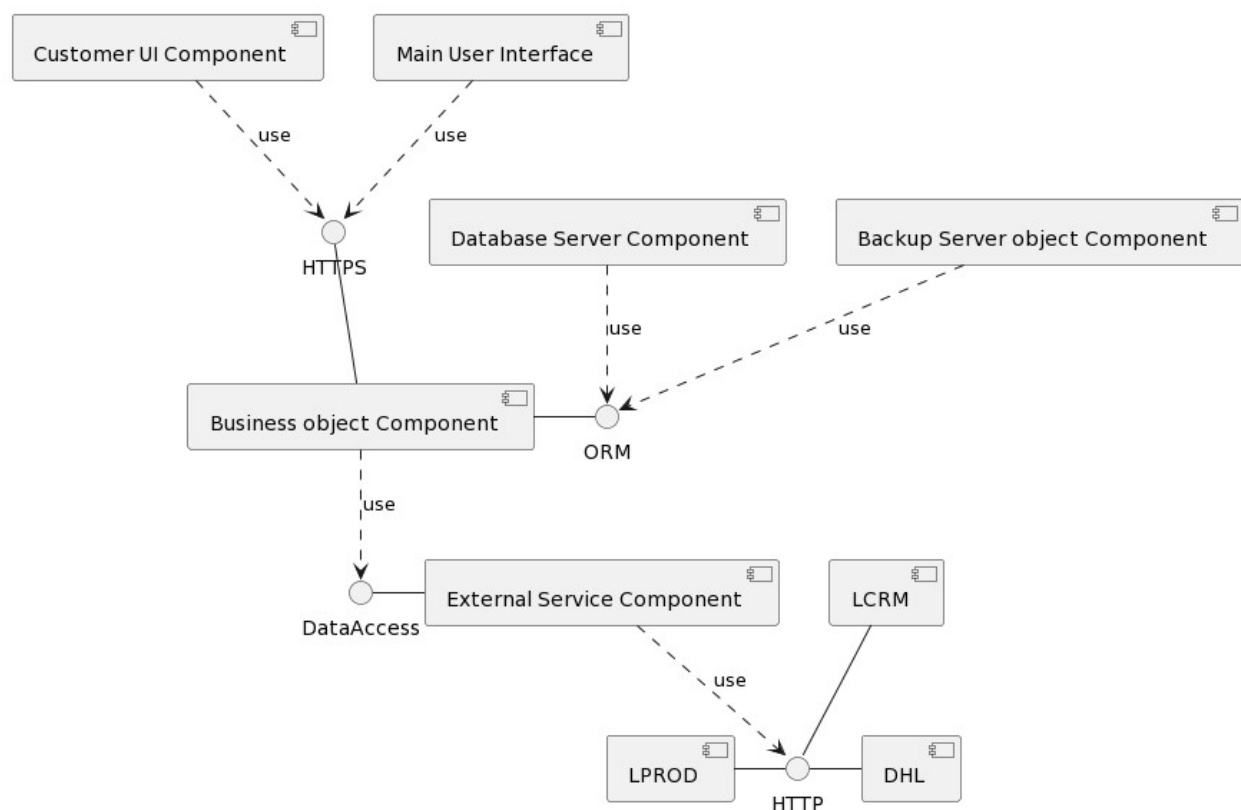 Customer UI Component
Main User Interface
use
use
HTTPS
Database Server Component
Backup Server object Component
use
use
Business object Component
ORM
use
DataAccess
External Service Component
LCRM
use
LPROD
DHL
HTTP